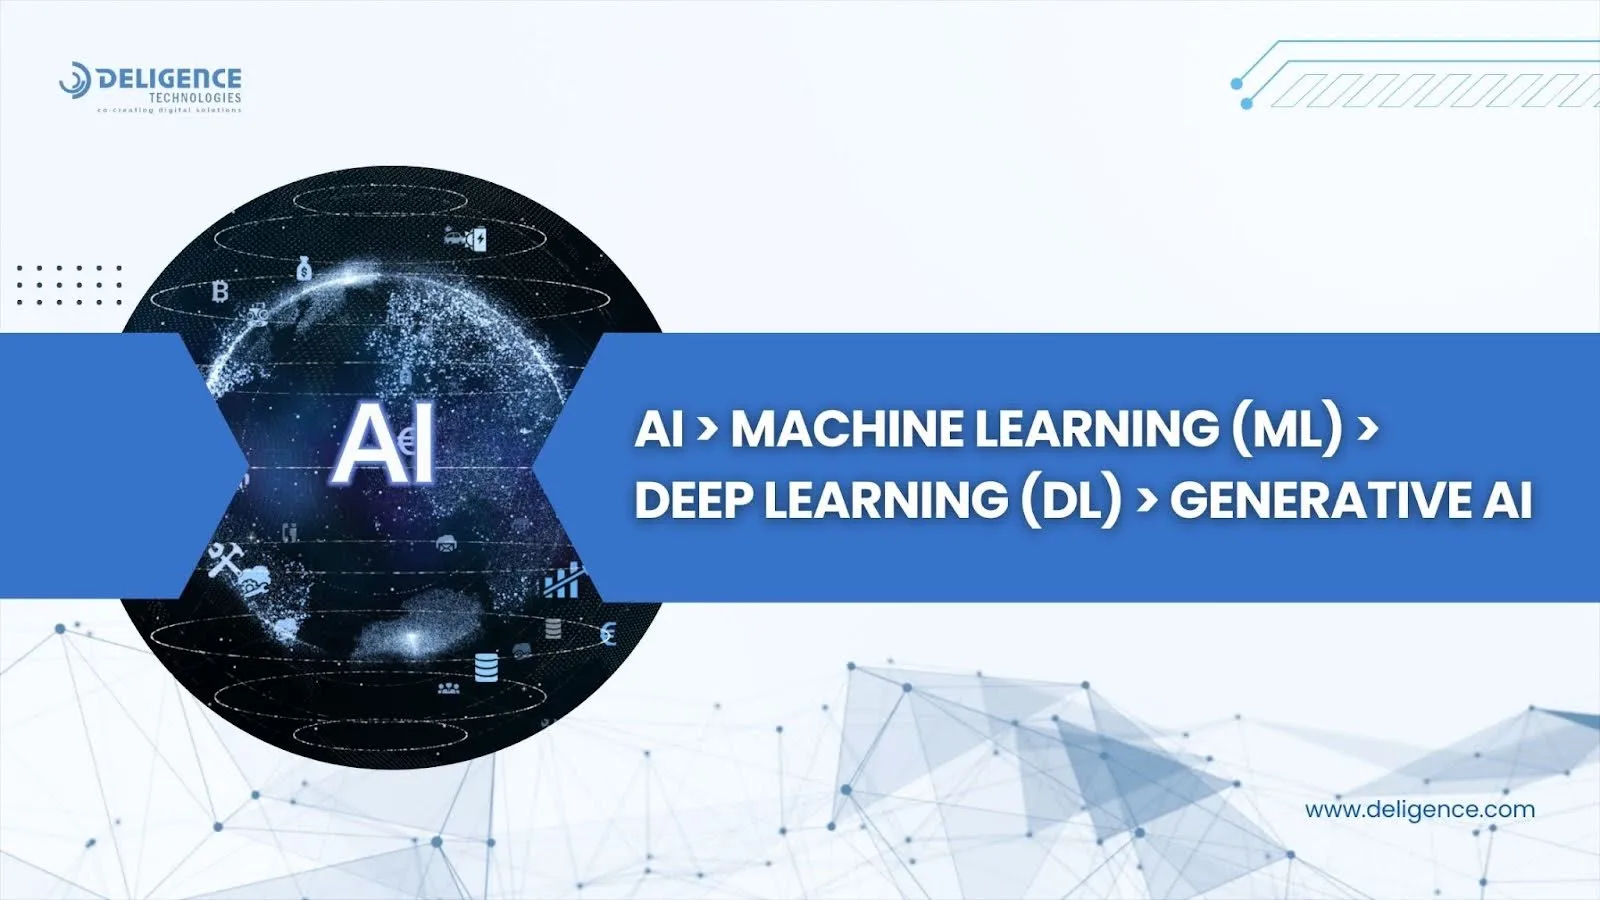 DELIGENCE
TECHNOLOGIES
co-creating digital solutions
AI
AI > MACHINE LEARNING (ML) >
DEEP LEARNING (DL) > GENERATIVE AI
www.deligence.com